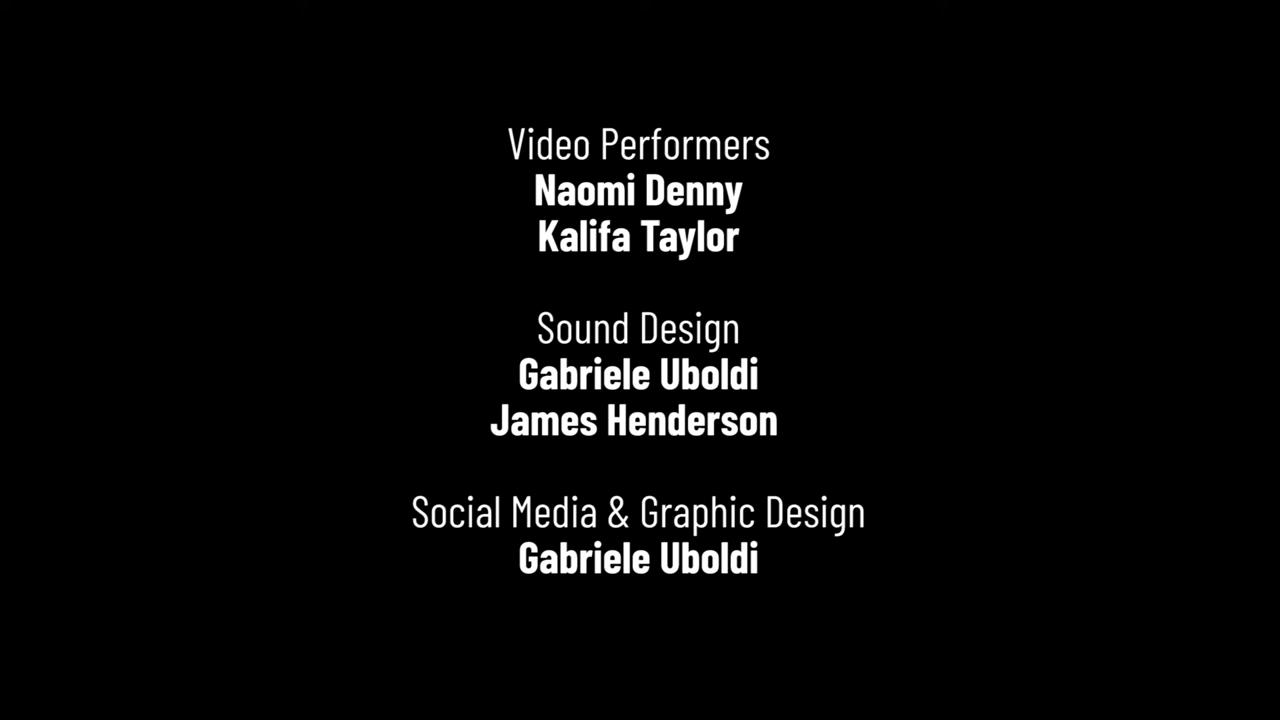 Video Performers
Naomi Denny
Kalifa Taylor
Sound Design
Gabriele Uboldi
James Henderson
Social Media & Graphic Design
Gabriele Uboldi